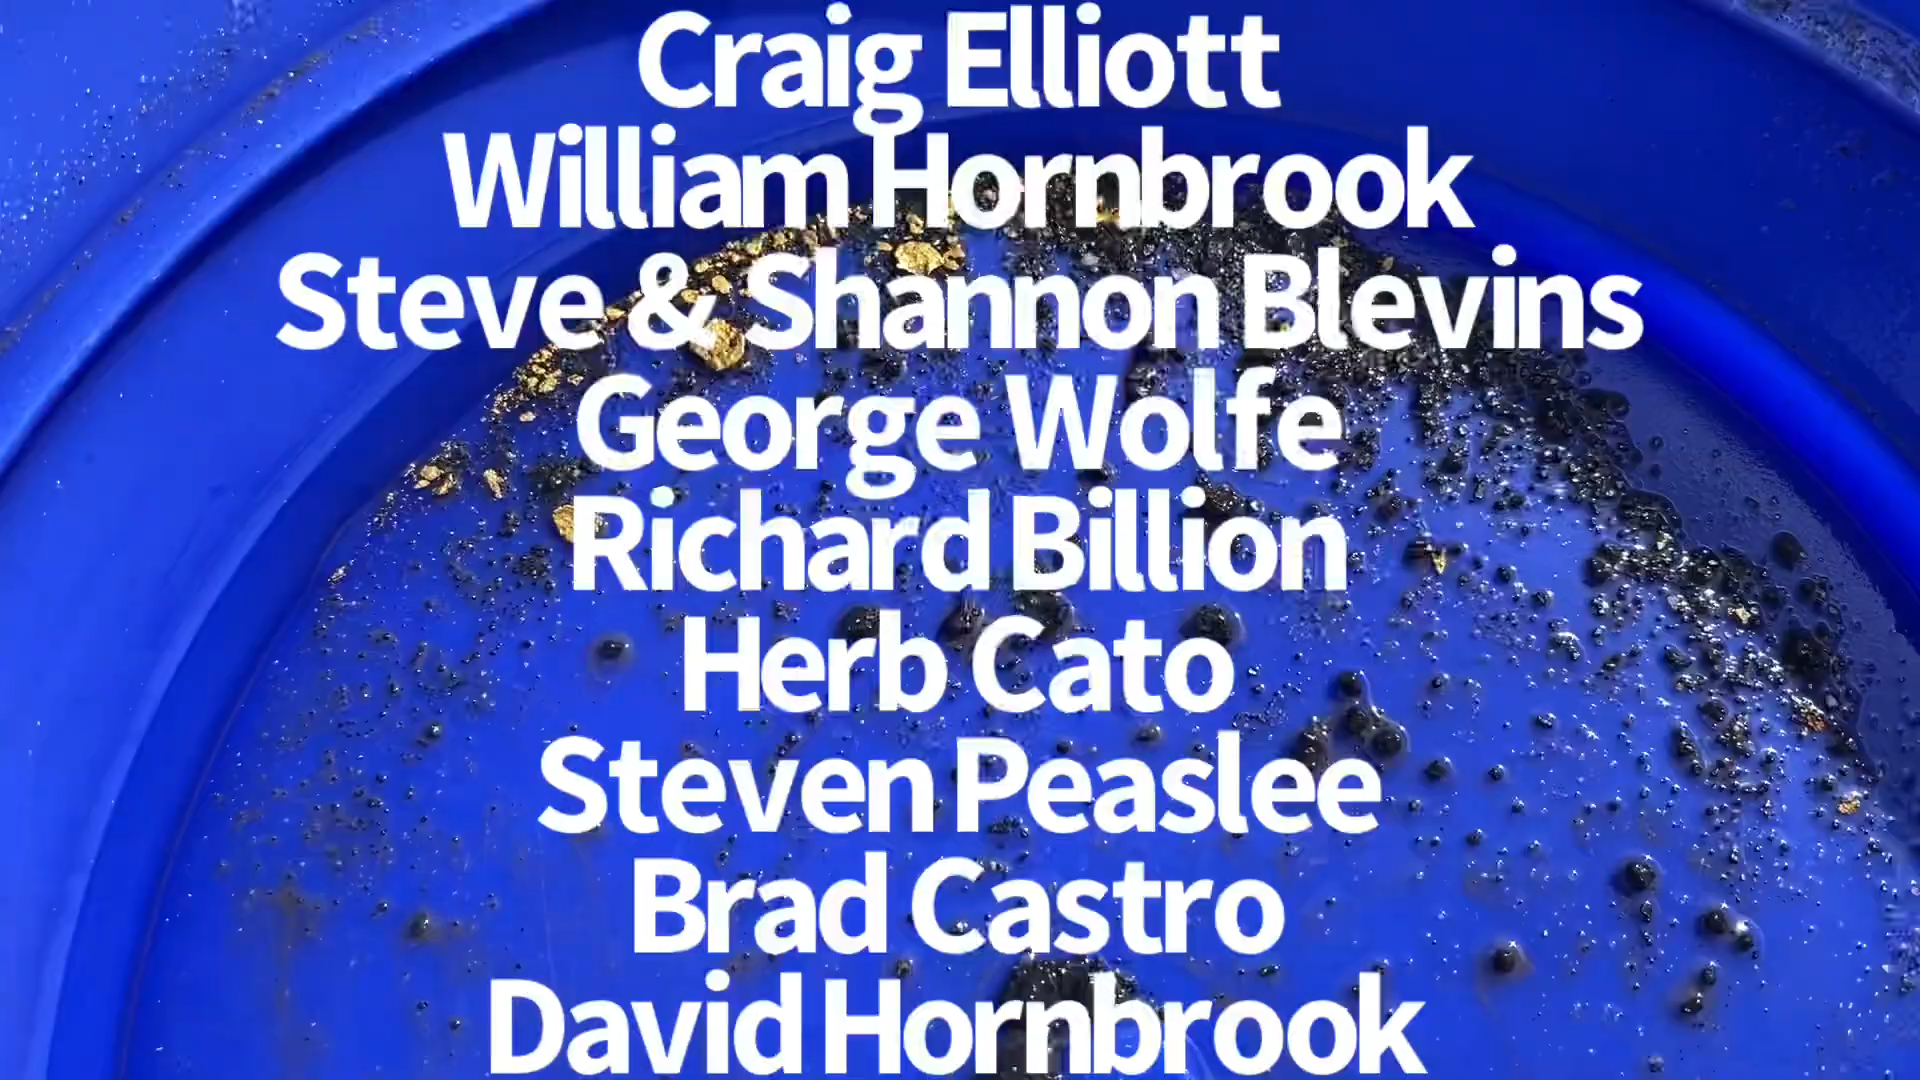 Craig Elliott
William Hornbrook
Steve & Shannon Blevins
George Wolfe
Richard Billion
Herb Cato
Steven Peaslee
Brad Castro
David Hornbrook